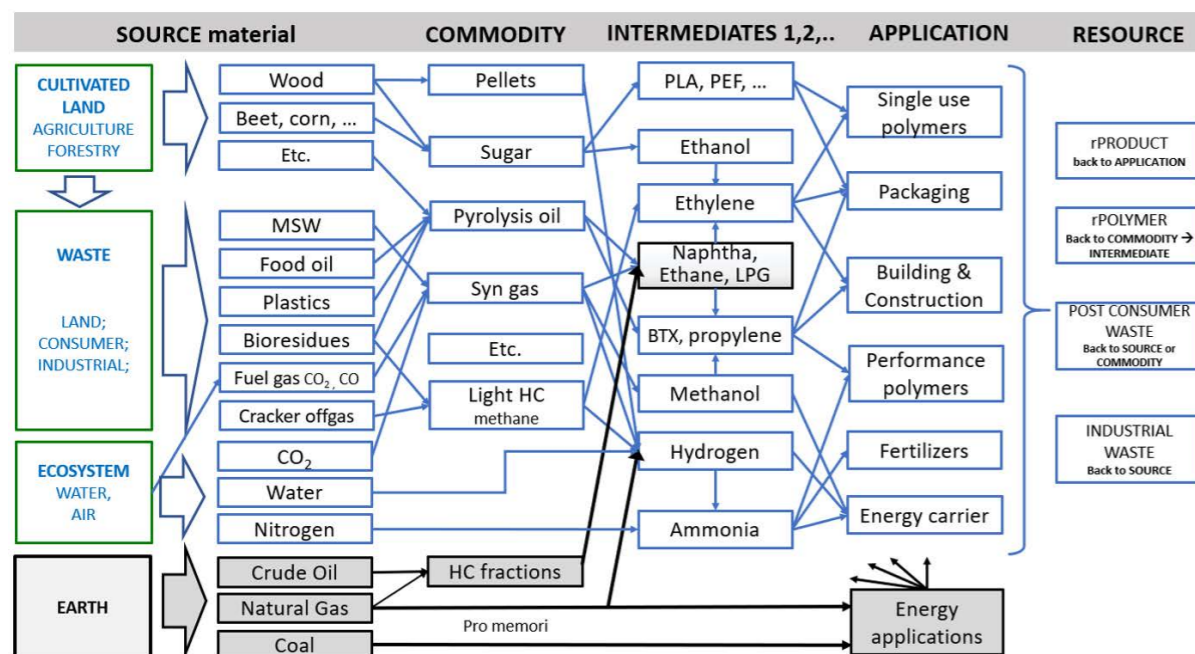 SOURCE material
COMMODITY
INTERMEDIATES 1,2,..
APPLICATION
RESOURCE
CULTIVATED
LAND
AGRICULTURE
FORESTRY
WASTE
LAND;
CONSUMER;
INDUSTRIAL;
ECOSYSTEM
WATER,
AIR
EARTH
Wood
Beet, corn, ...
Etc.
MSW
Food oil
Plastics
Bioresidues
Fuel gas CO₂, CO
Cracker offgas
CO₂
Water
Nitrogen
Crude Oil
Natural Gas
Coal
Pellets
Sugar
Pyrolysis oil
Syn gas
Etc.
Light HC
methane
HC fractions
Pro memori
PLA, PEF, ...
Ethanol
Ethylene
Naphtha,
Ethane, LPG
BTX, propylene
Methanol
Hydrogen
Ammonia
Single use
polymers
Packaging
Building &
Construction
Performance
polymers
Fertilizers
Energy carrier
Energy
applications
rPRODUCT
back to APPLICATION
rPOLYMER
Back to COMMODITY →
INTERMEDIATE
POST CONSUMER
WASTE
Back to SOURCE or
COMMODITY
INDUSTRIAL
WASTE
Back to SOURCE